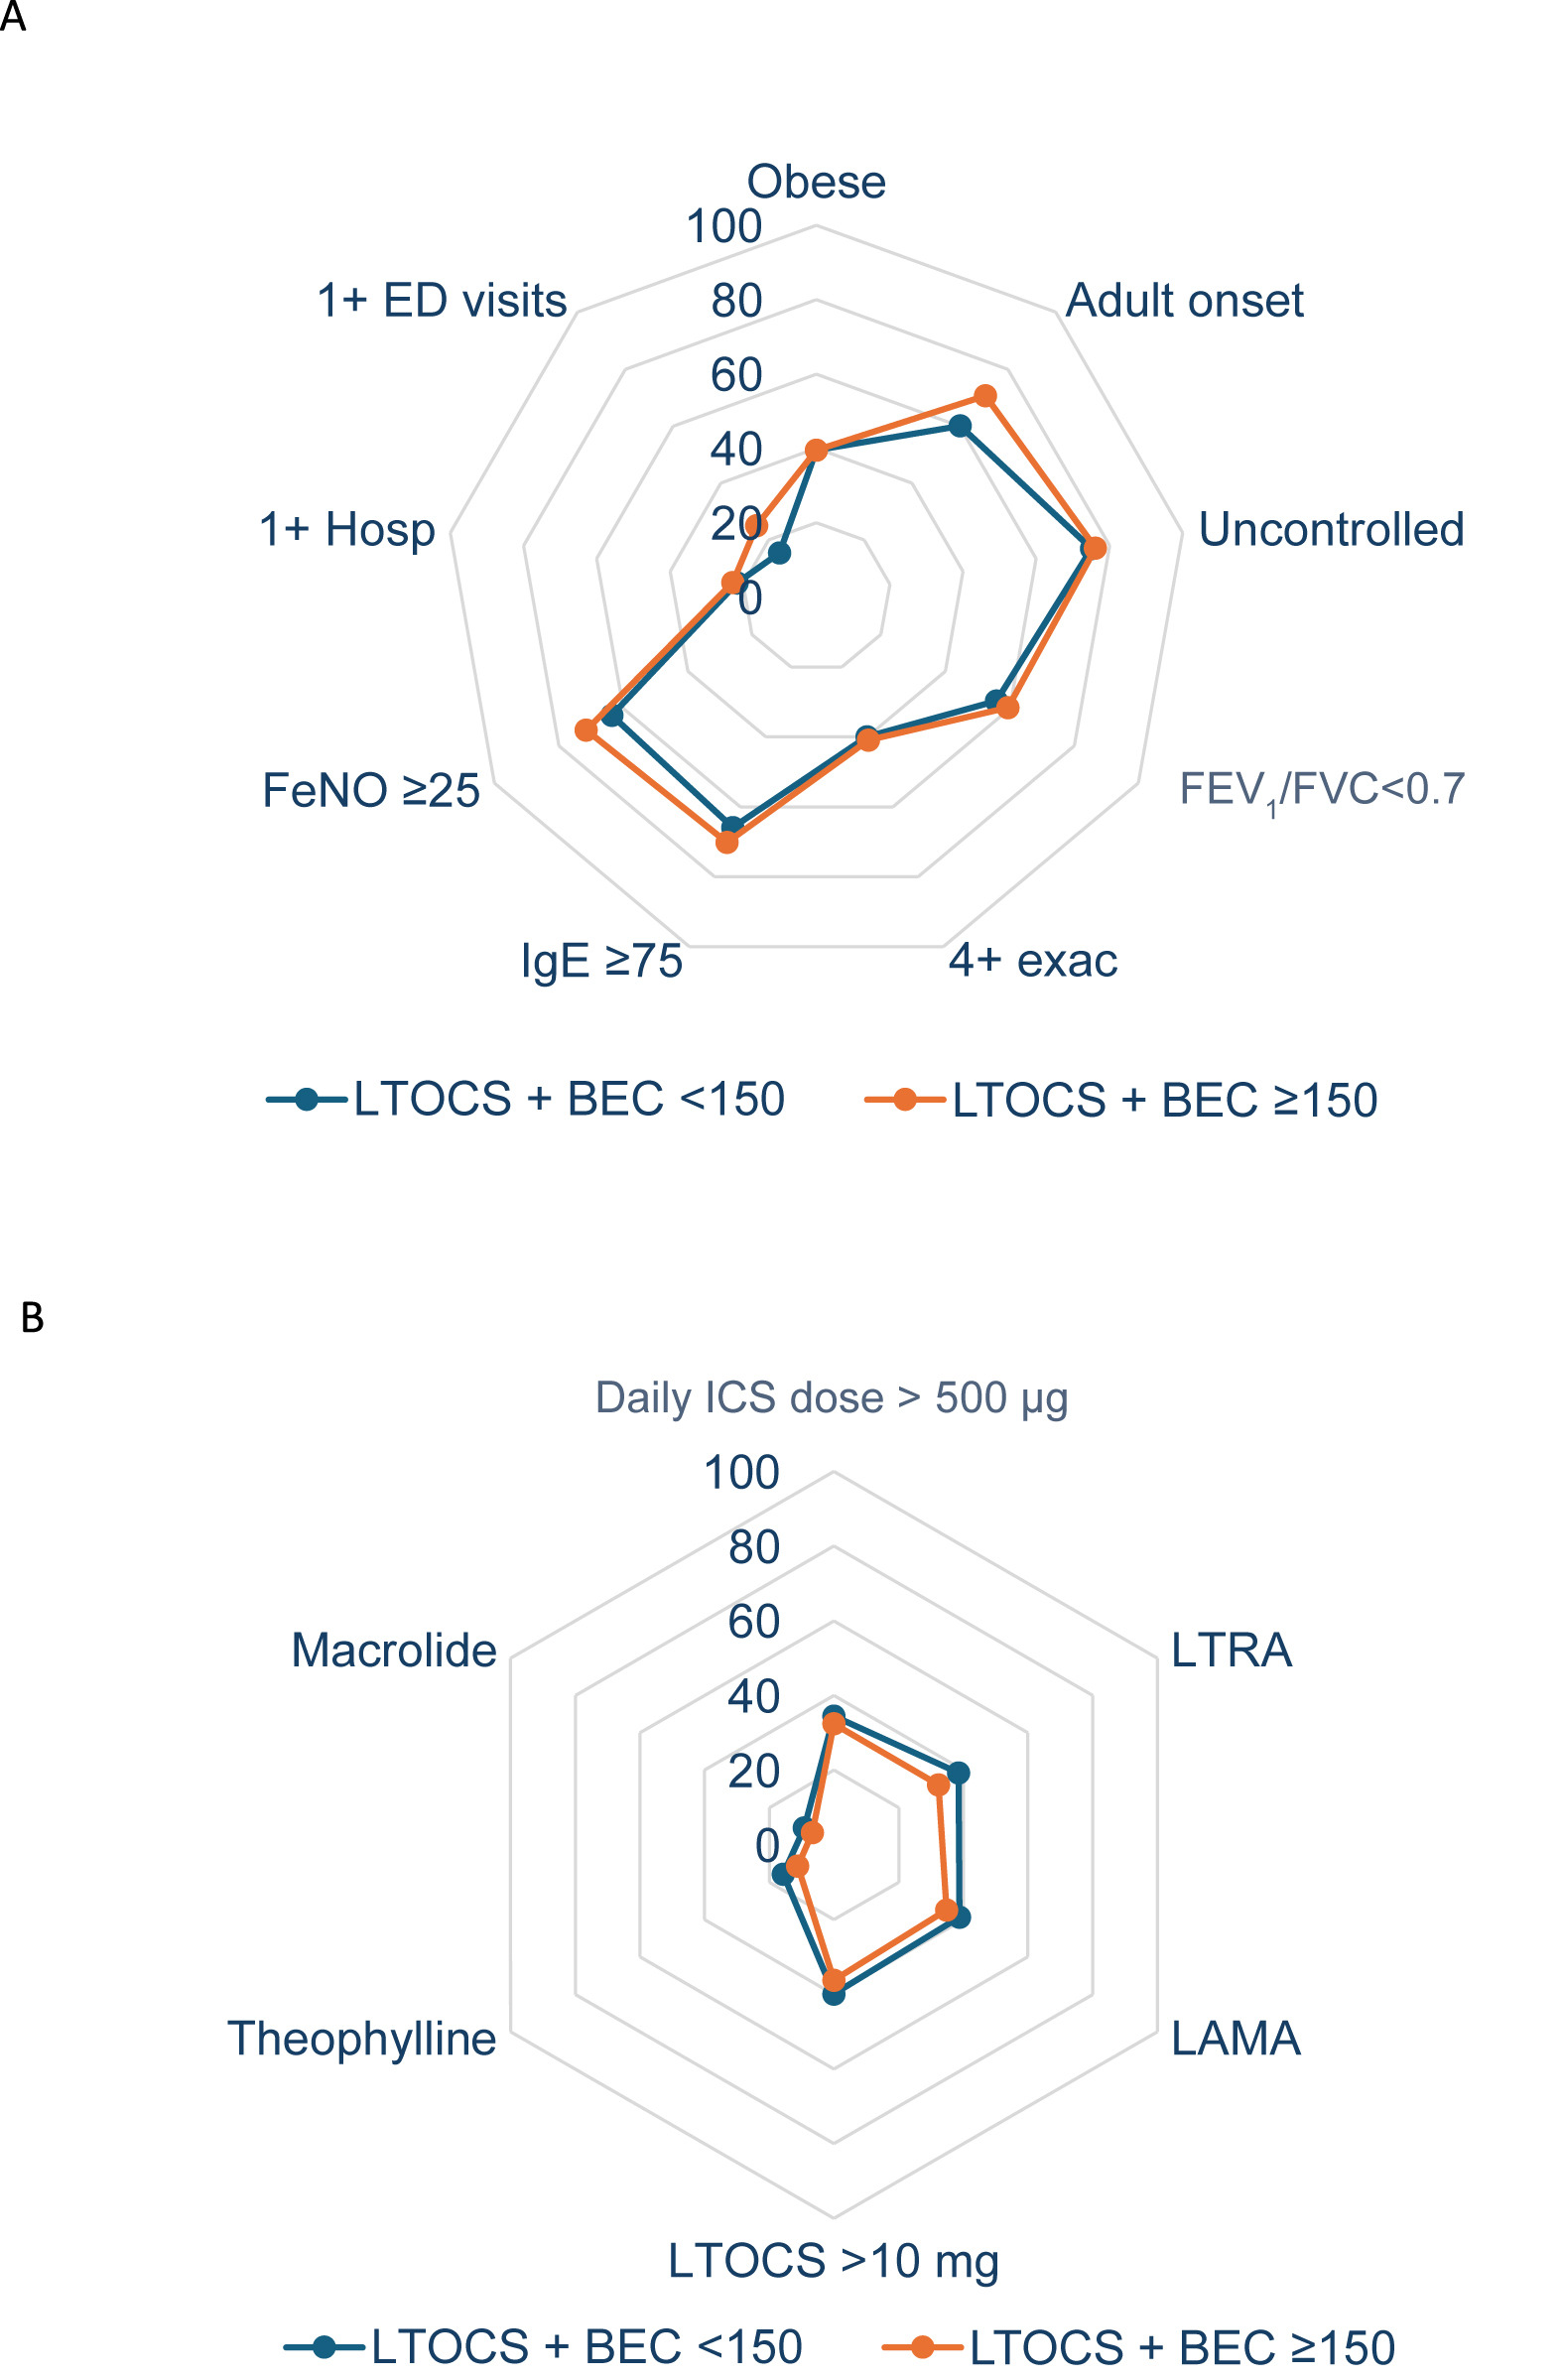 A
Obese
100
1+ ED visits
Adult onset
80
60
40
1+ Hosp
20
Uncontrolled
0
FeNO ≥25
FEV1/FVC<0.7
IgE ≥75
4+ exac
LTOCS + BEC <150
LTOCS + BEC ≥150
B
Daily ICS dose > 500 µg
100
80
60
Macrolide
LTRA
40
20
0
Theophylline
LAMA
LTOCS >10 mg
LTOCS + BEC <150
LTOCS + BEC ≥150